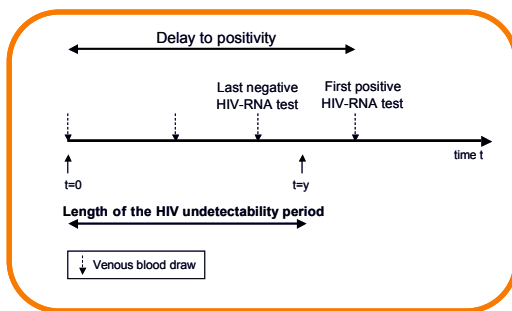 Delay to positivity
Last negative
HIV-RNA test
First positive
HIV-RNA test
time t
t=0
t=y
Length of the HIV undetectability period
Venous blood draw